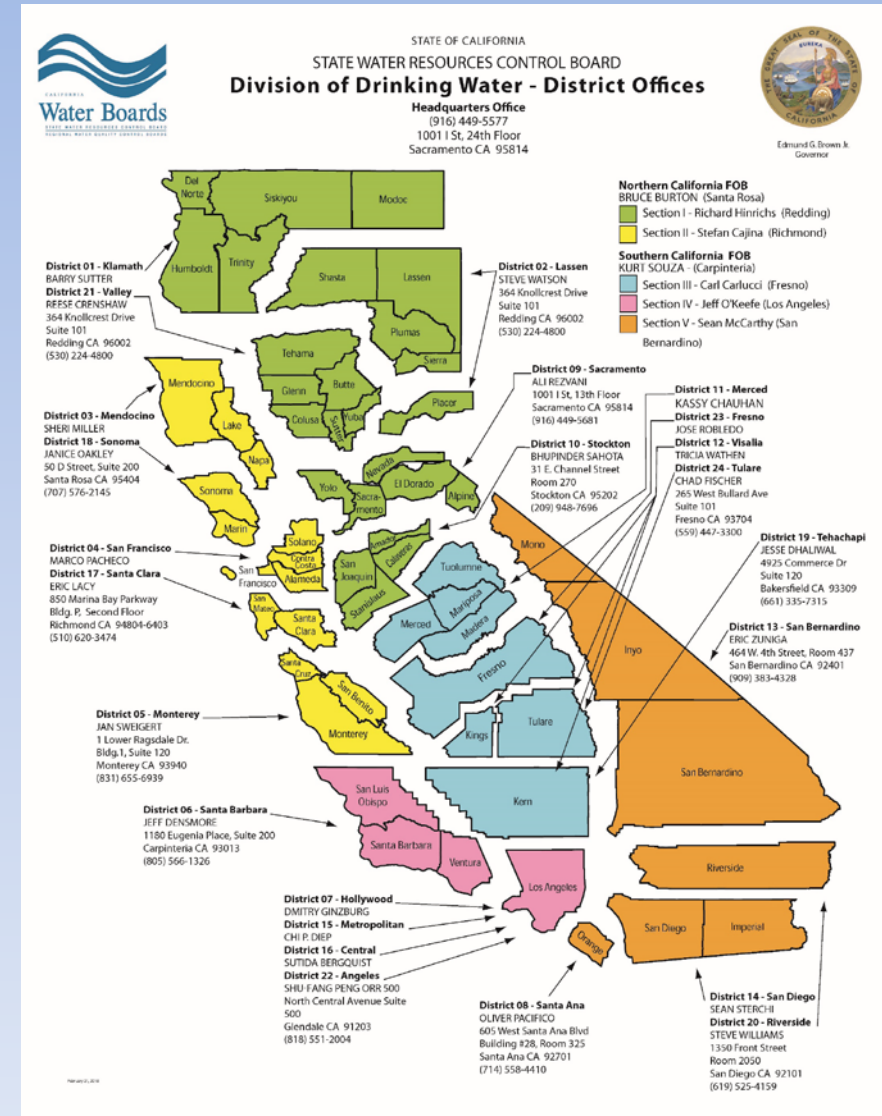 STATE OF CALIFORNIA
STATE WATER RESOURCES CONTROL BOARD
Division of Drinking Water - District Offices
Headquarters Office
(916) 449-5577
1001 I St, 24th Floor
Sacramento CA 95814
CALIFORNIA
Water Boards
STATE WATER RESOURCES CONTROL BOARD
REGIONAL WATER QUALITY CONTROL BOARDS
THE GREAT SEAL OF THE STATE OF CALIFORNIA
EUREKA
Edmund G. Brown Jr.
Governor
Northern California FOB
BRUCE BURTON (Santa Rosa)
Section I - Richard Hinrichs (Redding)
Section II - Stefan Cajina (Richmond)
Southern California FOB
KURT SOUZA - (Carpinteria)
Section III - Carl Carlucci (Fresno)
Section IV - Jeff O'Keefe (Los Angeles)
Section V - Sean McCarthy (San
Bernardino)
Del
Norte
Siskiyou
Modoc
Humboldt
Trinity
Shasta
Lassen
Plumas
Sierra
District 01 - Klamath
BARRY SUTTER
District 21 - Valley
REESE CRENSHAW
364 Knollcrest Drive
Suite 101
Redding CA 96002
(530) 224-4800
District 02 - Lassen
STEVE WATSON
364 Knollcrest Drive
Suite 101
Redding CA 96002
(530) 224-4800
Tehama
Glenn
Butte
Colusa
Sutter
Yuba
Placer
Mendocino
Lake
Napa
District 03 - Mendocino
SHERI MILLER
District 18 - Sonoma
JANICE OAKLEY
50 D Street, Suite 200
Santa Rosa CA 95404
(707) 576-2145
Sonoma
Marin
District 09 - Sacramento
ALI REZVANI
1001 I St, 13th Floor
Sacramento CA 95814
(916) 449-5681
District 10 - Stockton
BHUPINDER SAHOTA
31 E. Channel Street
Room 270
Stockton CA 95202
(209) 948-7696
District 11 - Merced
KASSY CHAUHAN
District 23 - Fresno
JOSE ROBLEDO
District 12 - Visalia
TRICIA WATHEN
District 24 - Tulare
CHAD FISCHER
265 West Bullard Ave
Suite 101
Fresno CA 93704
(559) 447-3300
Nevada
Yolo
Sacra-
mento
El Dorado
Alpine
District 04 - San Francisco
MARCO PACHECO
District 17 - Santa Clara
ERIC LACY
850 Marina Bay Parkway
Bldg. P, Second Floor
Richmond CA 94804-6403
(510) 620-3474
Solano
Contra
Costa
Alameda
San
Francisco
San
Mateo
Santa
Clara
Amador
Calaveras
San
Joaquin
Stanislaus
Tuolumne
Mariposa
Merced
Madera
Mono
Inyo
District 19 - Tehachapi
JESSE DHALIWAL
4925 Commerce Dr
Suite 120
Bakersfield CA 93309
(661) 335-7315
District 13 - San Bernardino
ERIC ZUNIGA
464 W. 4th Street, Room 437
San Bernardino CA 92401
(909) 383-4328
Santa
Cruz
San Benito
Monterey
Fresno
Kings
Tulare
District 05 - Monterey
JAN SWEIGERT
1 Lower Ragsdale Dr.
Bldg.1, Suite 120
Monterey CA 93940
(831) 655-6939
San Luis
Obispo
Santa Barbara
Ventura
Kern
San Bernardino
District 06 - Santa Barbara
JEFF DENSMORE
1180 Eugenia Place, Suite 200
Carpinteria CA 93013
(805) 566-1326
Los Angeles
Riverside
Orange
San Diego
Imperial
District 07 - Hollywood
DMITRY GINZBURG
District 15 - Metropolitan
CHI P. DIEP
District 16 - Central
SUTIDA BERGQUIST
District 22 - Angeles
SHU-FANG PENG ORR 500
North Central Avenue Suite
500
Glendale CA 91203
(818) 551-2004
District 08 - Santa Ana
OLIVER PACIFICO
605 West Santa Ana Blvd
Building #28, Room 325
Santa Ana CA 92701
(714) 558-4410
District 14 - San Diego
SEAN STERCHI
District 20 - Riverside
STEVE WILLIAMS
1350 Front Street
Room 2050
San Diego CA 92101
(619) 525-4159